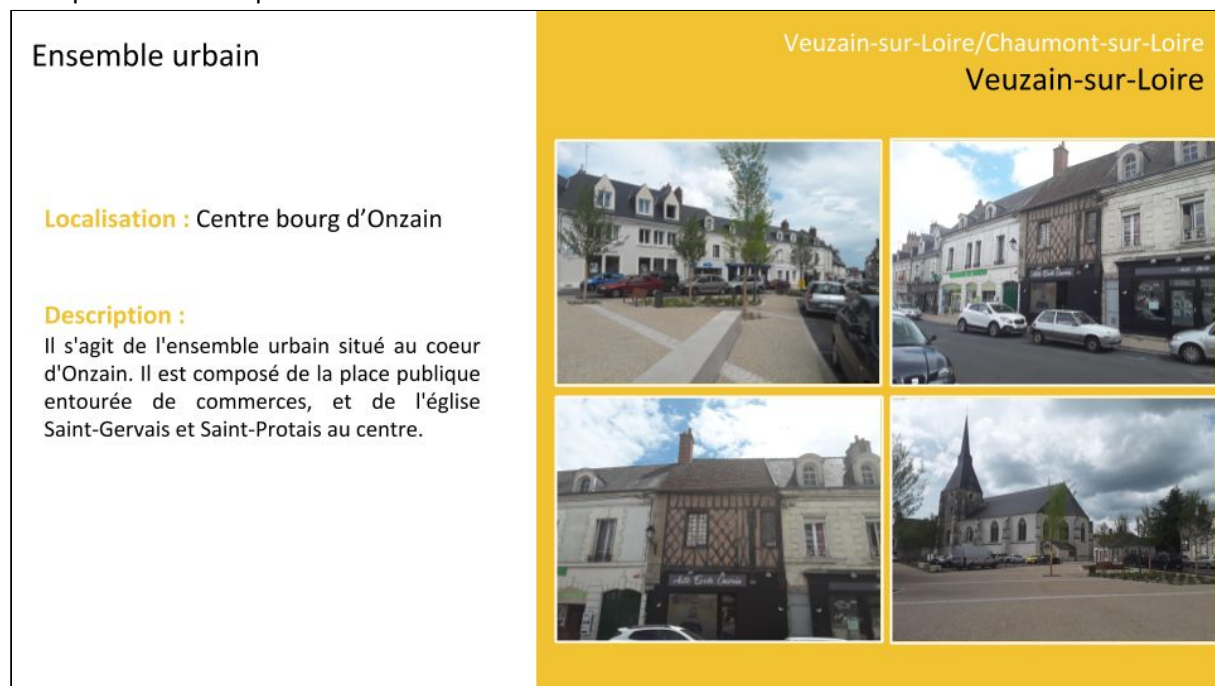 Ensemble urbain
Veuzain-sur-Loire/Chaumont-sur-Loire
Veuzain-sur-Loire
Localisation : Centre bourg d’Onzain
Description :
Il s'agit de l'ensemble urbain situé au coeur
d'Onzain. Il est composé de la place publique
entourée de commerces, et de l'église
Saint-Gervais et Saint-Protais au centre.